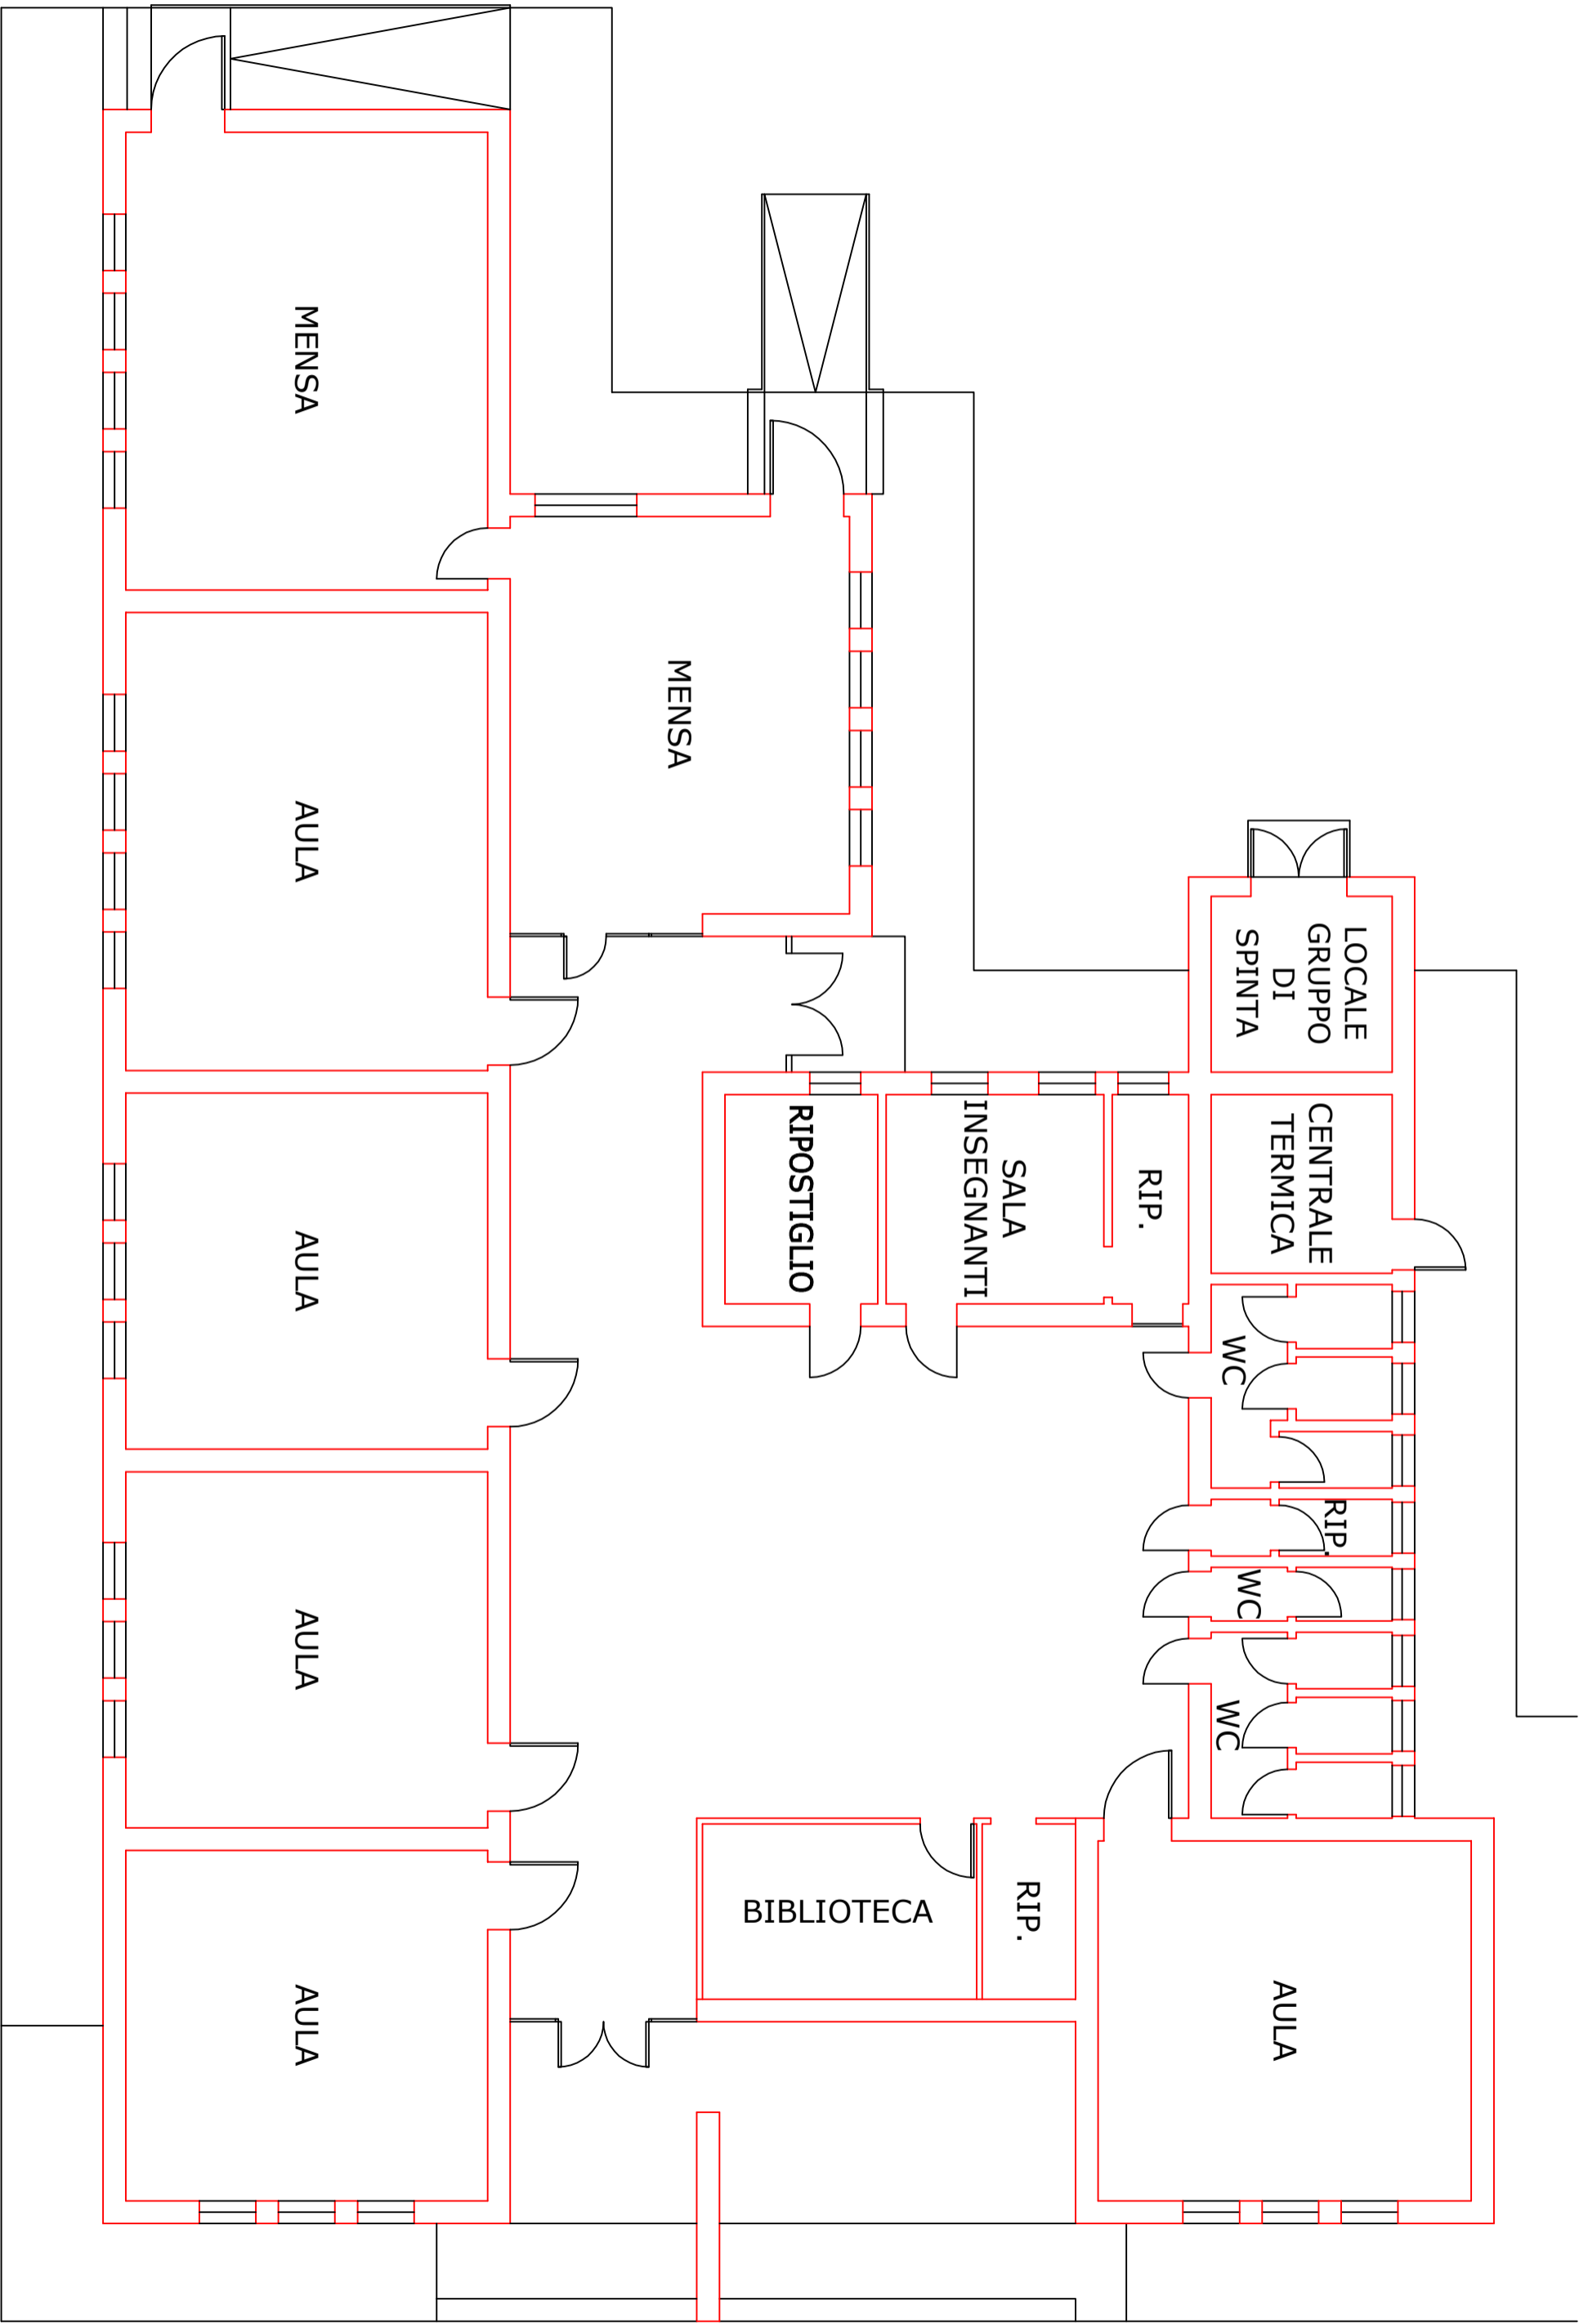 MENSA
MENSA
AULA
LOCALE
GRUPPO
DI
SPINTA
RIPOSTIGLIO
SALA
INSEGNANTI
RIP.
CENTRALE
TERMICA
AULA
WC
RIP.
WC
AULA
WC
BIBLIOTECA
RIP.
AULA
AULA